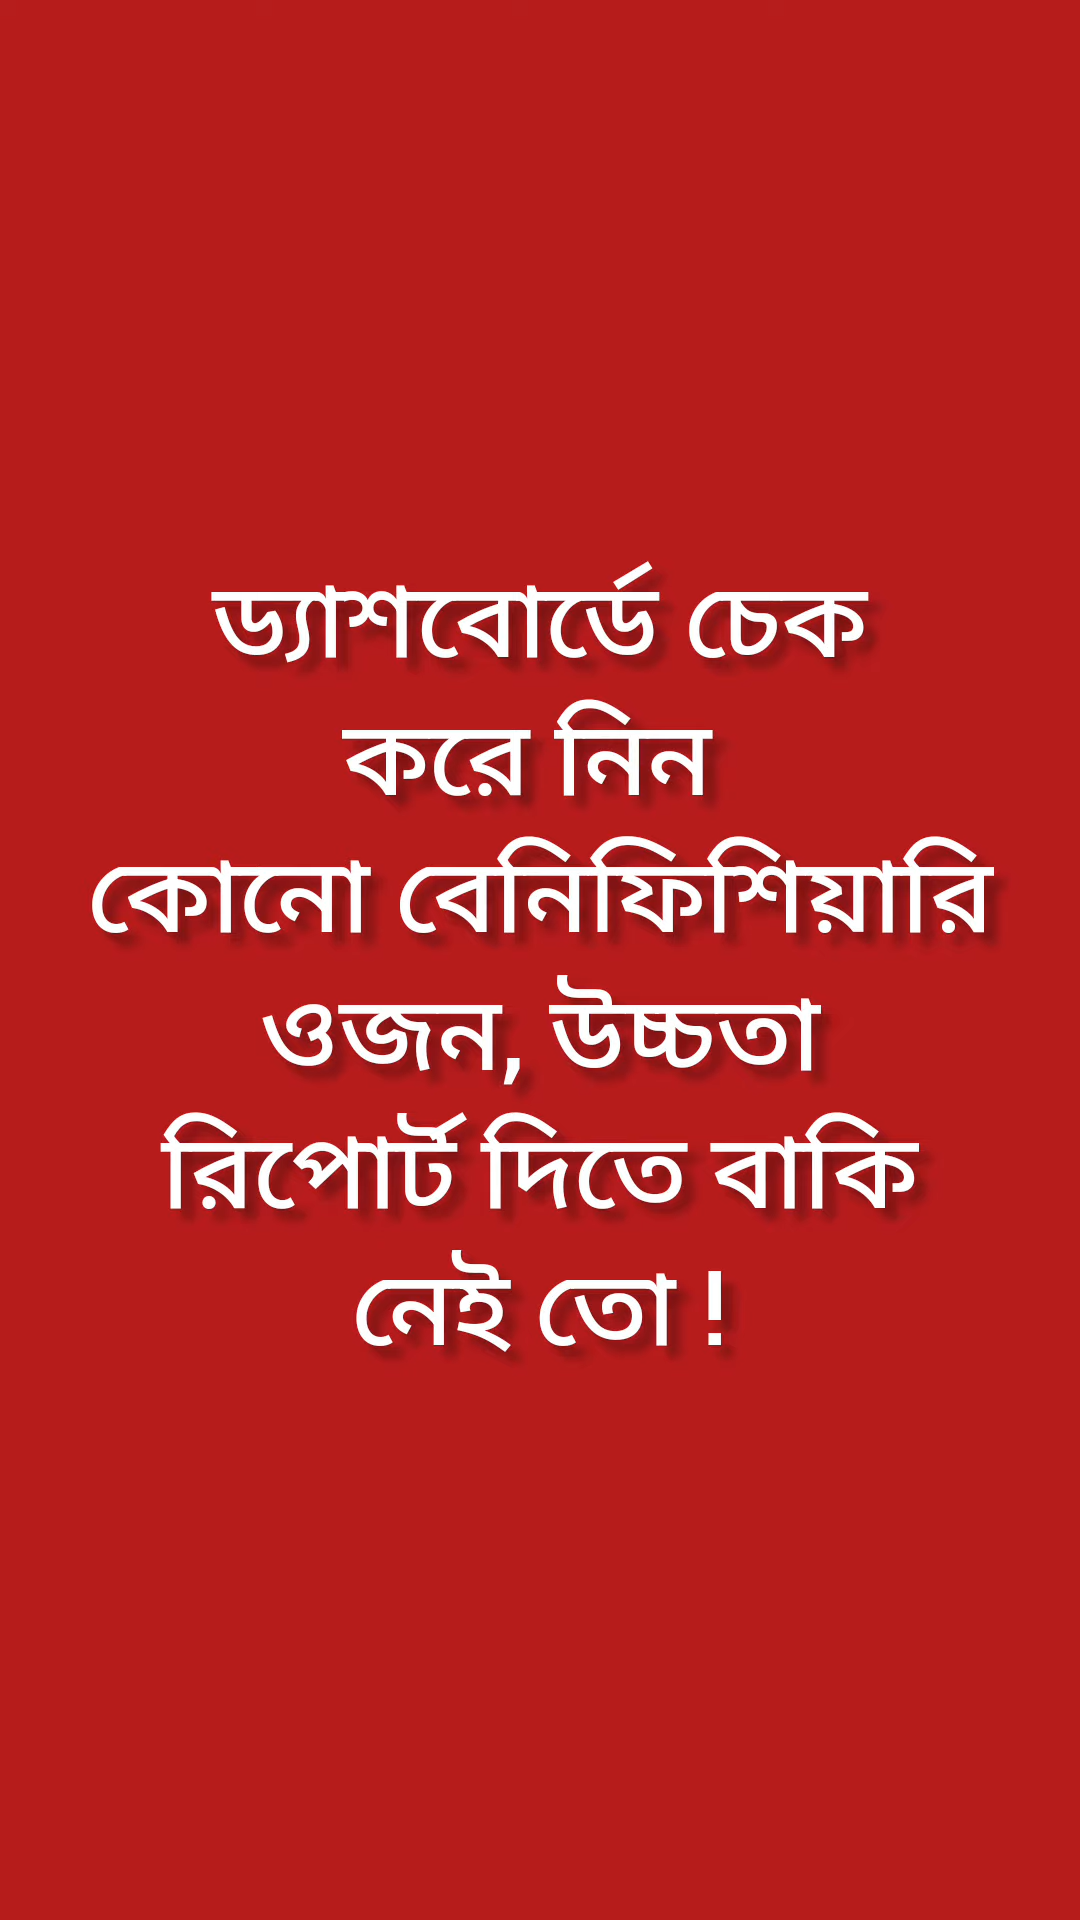 ড্যাশবোর্ডে চেক
করে নিন
কোনো বেনিফিশিয়ারি
ওজন, উচ্চতা
রিপোর্ট দিতে বাকি
নেই তো !